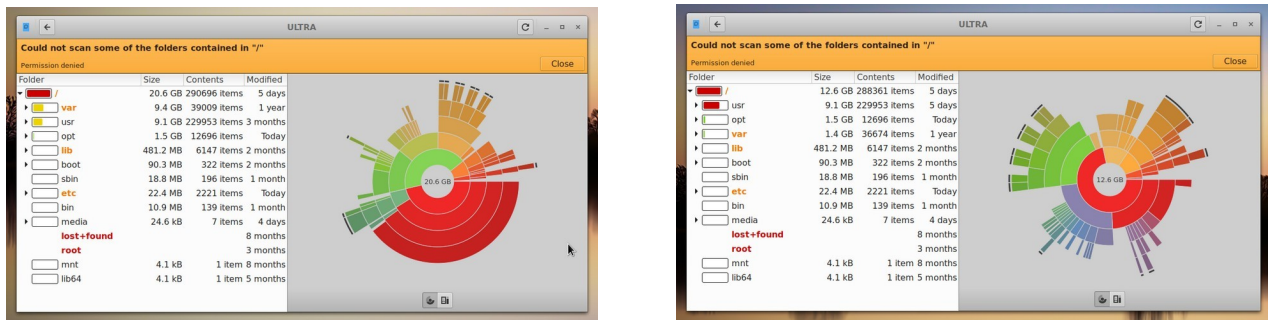 ULTRA
Could not scan some of the folders contained in "/"
Permission denied
Close
Folder Size Contents Modified
/ 20.6 GB 290696 items 5 days
var 9.4 GB 39009 items 1 year
usr 9.1 GB 229953 items 3 months
opt 1.5 GB 12696 items Today
lib 481.2 MB 6147 items 2 months
boot 90.3 MB 322 items 2 months
sbin 18.8 MB 196 items 1 month
etc 22.4 MB 2221 items Today
bin 10.9 MB 139 items 1 month
media 24.6 kB 7 items 4 days
lost+found 8 months
root 3 months
mnt 4.1 kB 1 item 8 months
lib64 4.1 kB 1 item 5 months
20.6 GB
ULTRA
Could not scan some of the folders contained in "/"
Permission denied
Close
Folder Size Contents Modified
/ 12.6 GB 288361 items 5 days
usr 9.1 GB 229953 items 5 days
opt 1.5 GB 12696 items Today
var 1.4 GB 36674 items 1 year
lib 481.2 MB 6147 items 2 months
boot 90.3 MB 322 items 2 months
sbin 18.8 MB 196 items 1 month
etc 22.4 MB 2221 items Today
bin 10.9 MB 139 items 1 month
media 24.6 kB 7 items 4 days
lost+found 8 months
root 3 months
mnt 4.1 kB 1 item 8 months
lib64 4.1 kB 1 item 5 months
12.6 GB